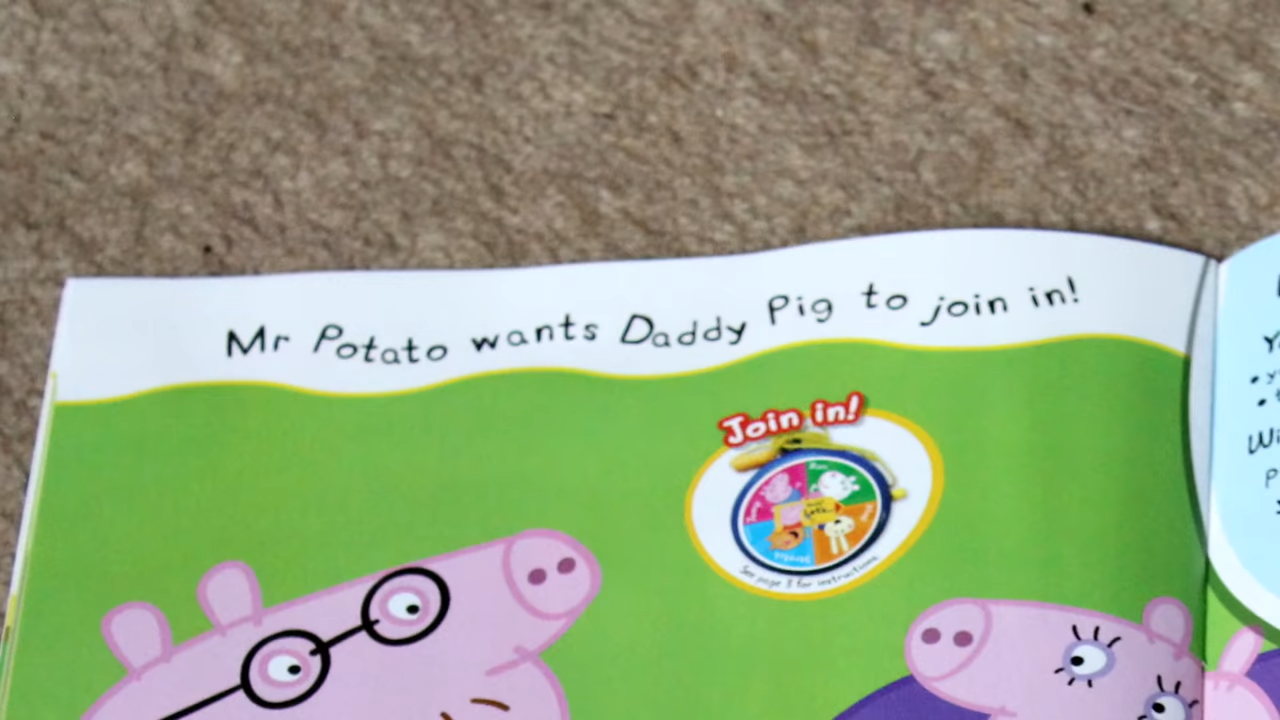 Mr Potato wants Daddy Pig to join in!
Join in!
See page 3 for instructions